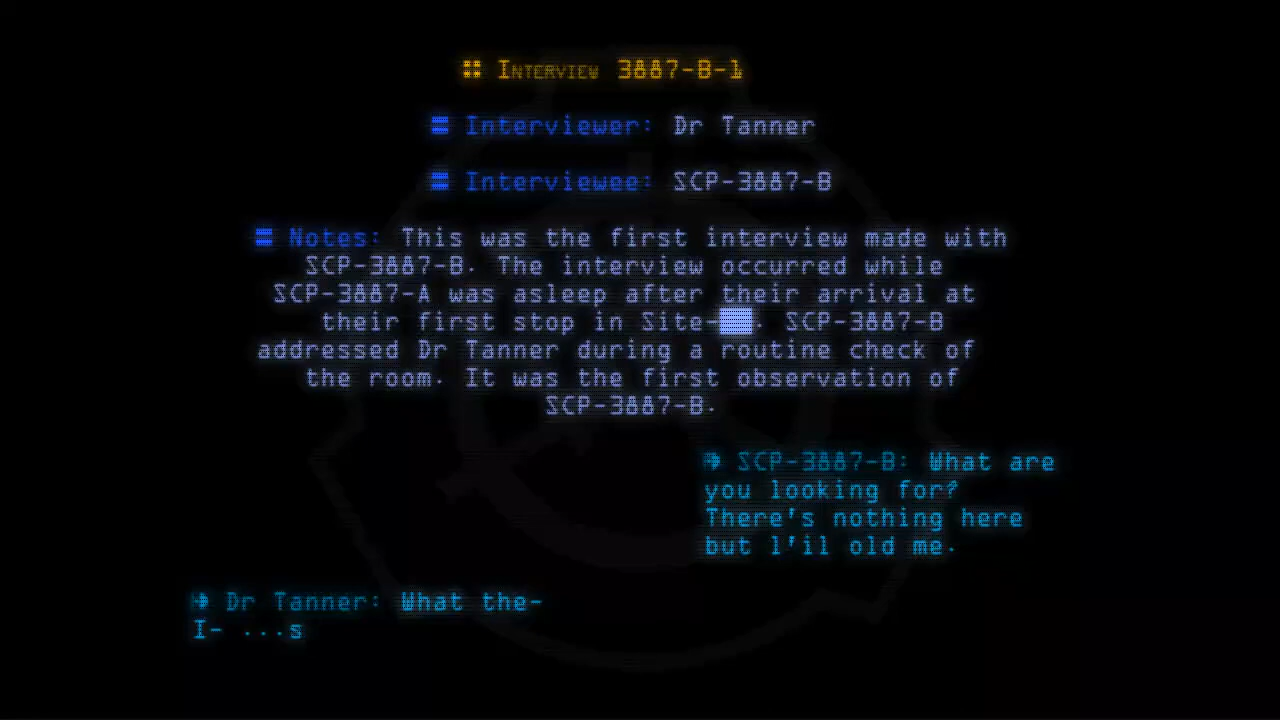 Interview 3887-B-1
Interviewer: Dr Tanner
Interviewee: SCP-3887-B
Notes: This was the first interview made with
SCP-3887-B. The interview occurred while
SCP-3887-A was asleep after their arrival at
their first stop in Site-██. SCP-3887-B
addressed Dr Tanner during a routine check of
the room. It was the first observation of
SCP-3887-B.
SCP-3887-B: What are
you looking for?
There's nothing here
but l'il old me.
Dr Tanner: What the-
I- ...s